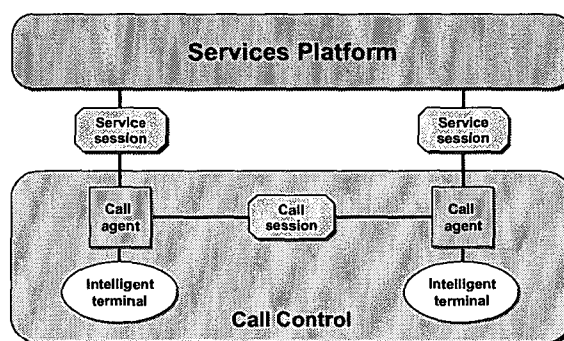 Services Platform
Service
session
Service
session
Call
agent
Call
session
Call
agent
Intelligent
terminal
Intelligent
terminal
Call Control